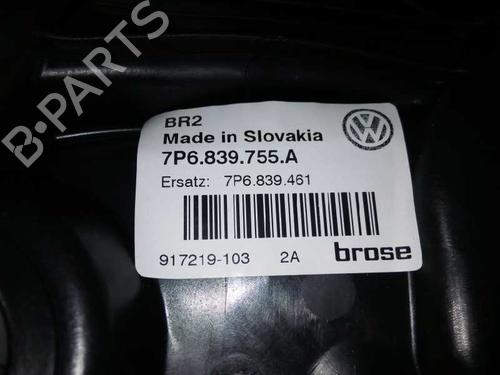 B-PARTS
BR2
Made in Slovakia
7P6.839.755.A
Ersatz: 7P6.839.461
917219-103 2A brose